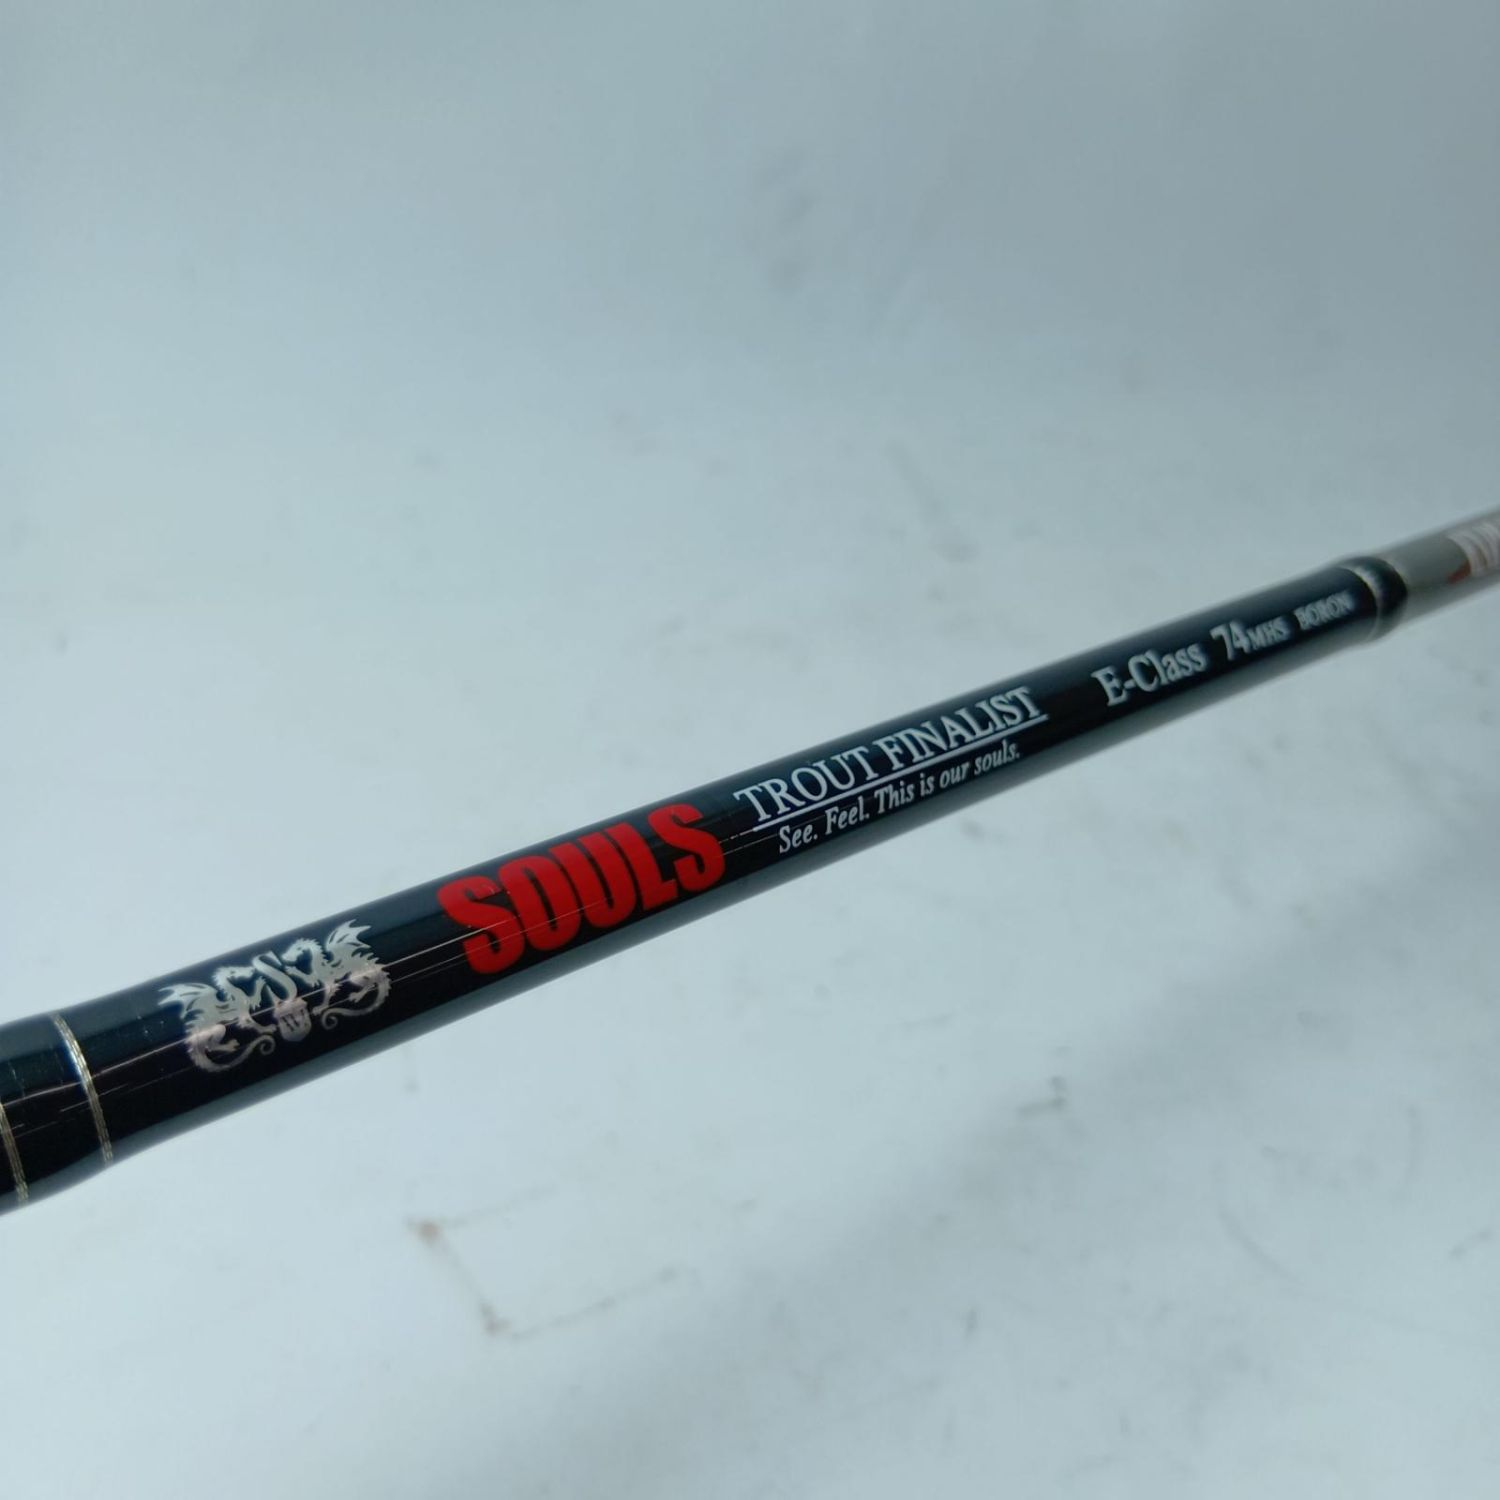 SOULS
TROUT FINALIST
See. Feel. This is our souls.
E-Class 74MHS BORON